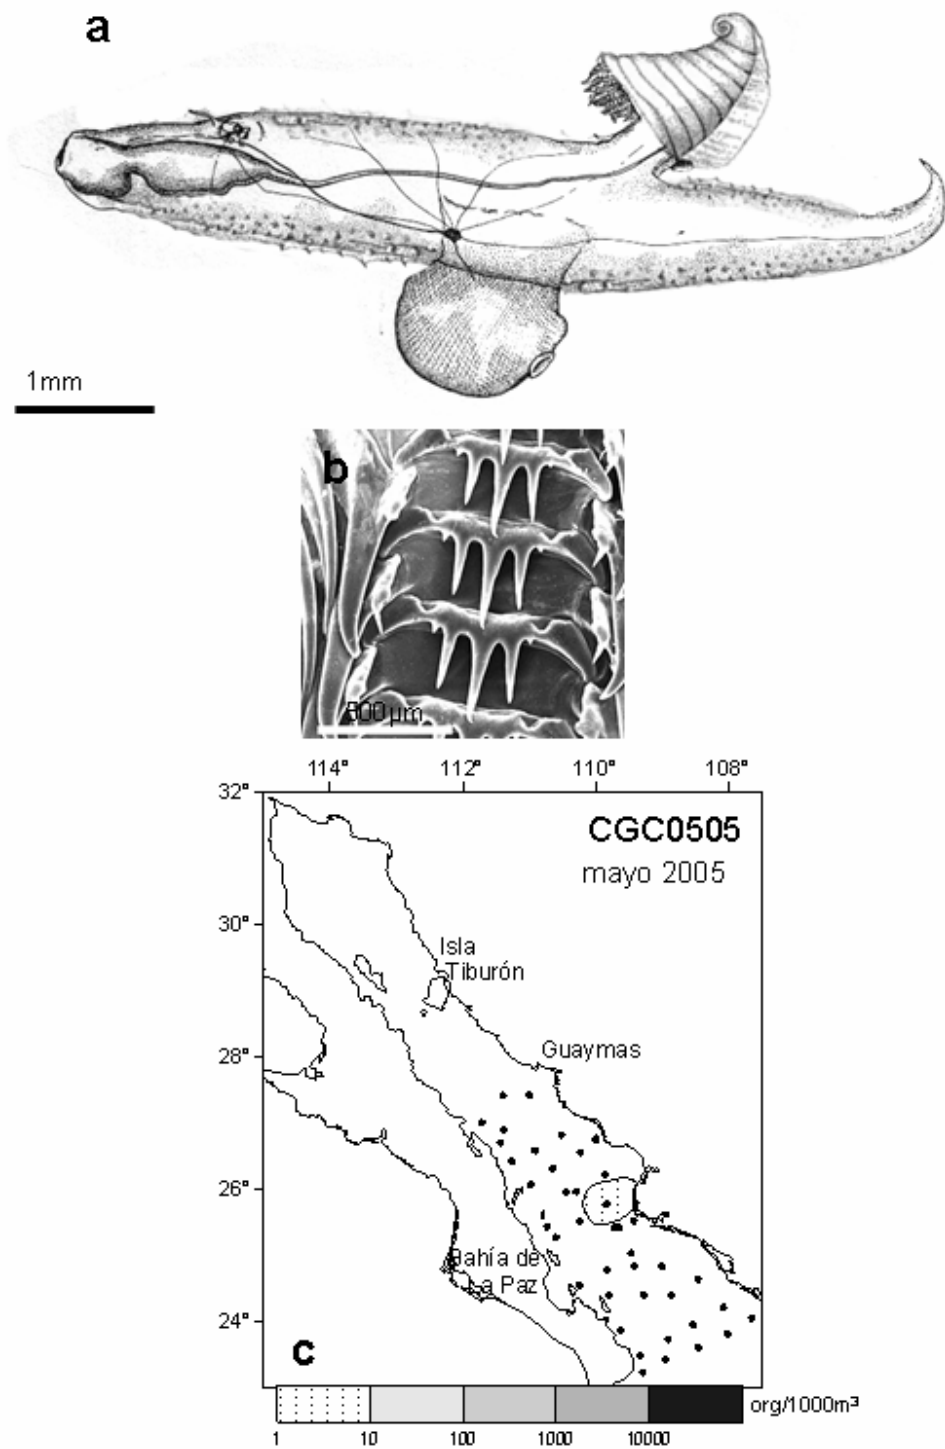 a
1mm
b
500µm
114° 112° 110° 108°
32°
CGC0505
mayo 2005
30°
Isla
Tiburón
Guaymas
28°
26°
Bahía de
La Paz
24°
c
org/1000m³
1 10 100 1000 10000